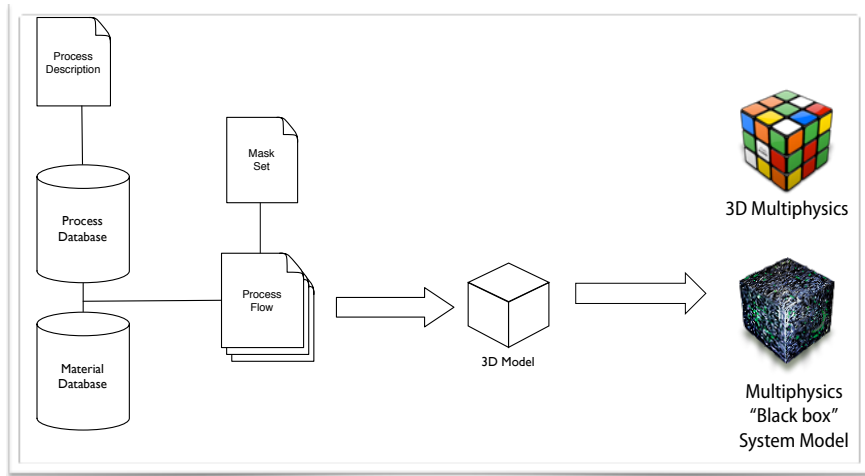 Process
Description
Mask
Set
Process
Database
Process
Flow
Material
Database
3D Model
3D Multiphysics
Multiphysics
“Black box”
System Model